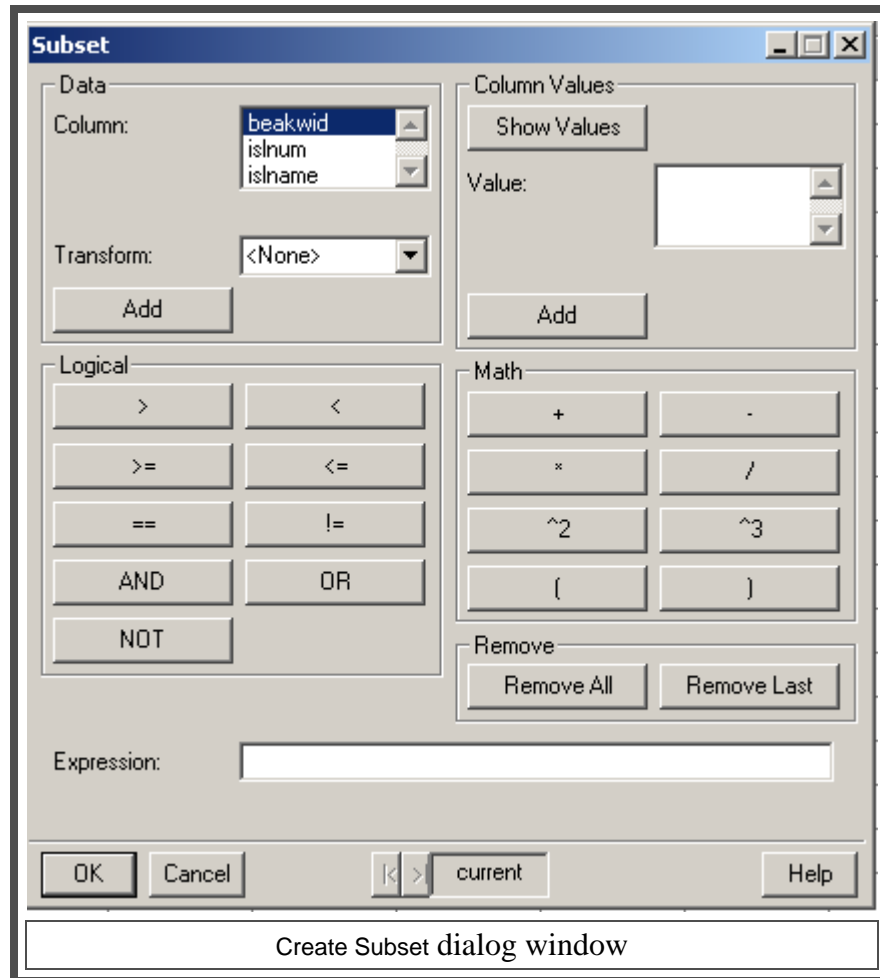 Subset
Data
Column:
beakwid
islnum
islname
Transform:
<None>
Add
Column Values
Show Values
Value:
Add
Logical
> <
>= <=
== !=
AND OR
NOT
Math
+ -
* /
^2 ^3
( )
Remove
Remove All Remove Last
Expression:
OK Cancel |< >| current Help
Create Subset dialog window